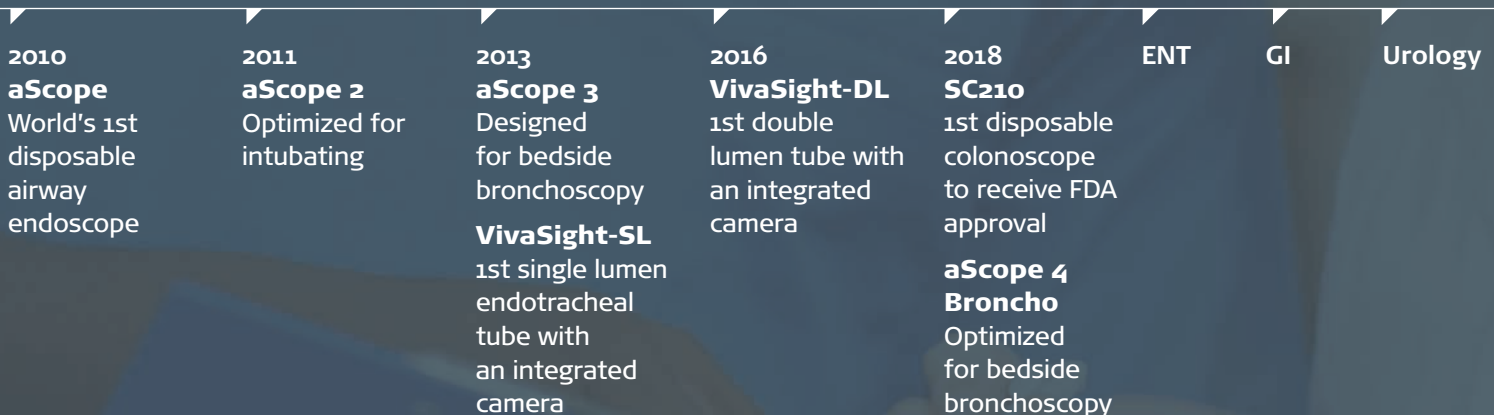 2010
aScope
World's 1st
disposable
airway
endoscope
2011
aScope 2
Optimized for
intubating
2013
aScope 3
Designed
for bedside
bronchoscopy
VivaSight-SL
1st single lumen
endotracheal
tube with
an integrated
camera
2016
VivaSight-DL
1st double
lumen tube with
an integrated
camera
2018
SC210
1st disposable
colonoscope
to receive FDA
approval
aScope 4
Broncho
Optimized
for bedside
bronchoscopy
ENT
GI
Urology